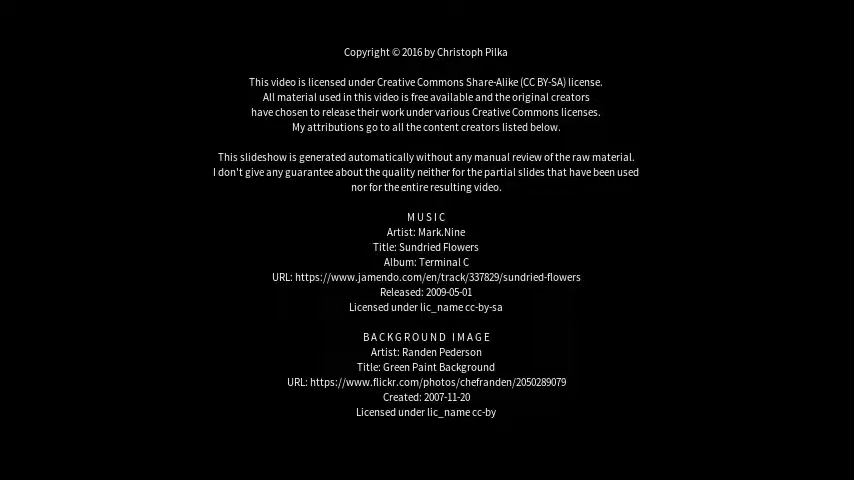 Copyright © 2016 by Christoph Pilka
This video is licensed under Creative Commons Share-Alike (CC BY-SA) license.
All material used in this video is free available and the original creators
have chosen to release their work under various Creative Commons licenses.
My attributions go to all the content creators listed below.
This slideshow is generated automatically without any manual review of the raw material.
I don't give any guarantee about the quality neither for the partial slides that have been used
nor for the entire resulting video.
MUSIC
Artist: Mark.Nine
Title: Sundried Flowers
Album: Terminal C
URL: https://www.jamendo.com/en/track/337829/sundried-flowers
Released: 2009-05-01
Licensed under lic_name cc-by-sa
BACKGROUND IMAGE
Artist: Randen Pederson
Title: Green Paint Background
URL: https://www.flickr.com/photos/chefranden/2050289079
Created: 2007-11-20
Licensed under lic_name cc-by